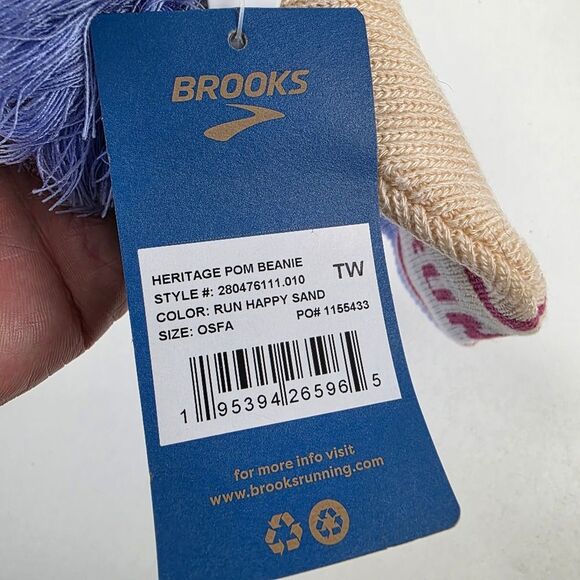 BROOKS
HERITAGE POM BEANIE
TW
STYLE #: 280476111.010
COLOR: RUN HAPPY SAND
SIZE: OSFA
PO# 1155433
1 95394 26596 5
for more info visit
www.brooksrunning.com